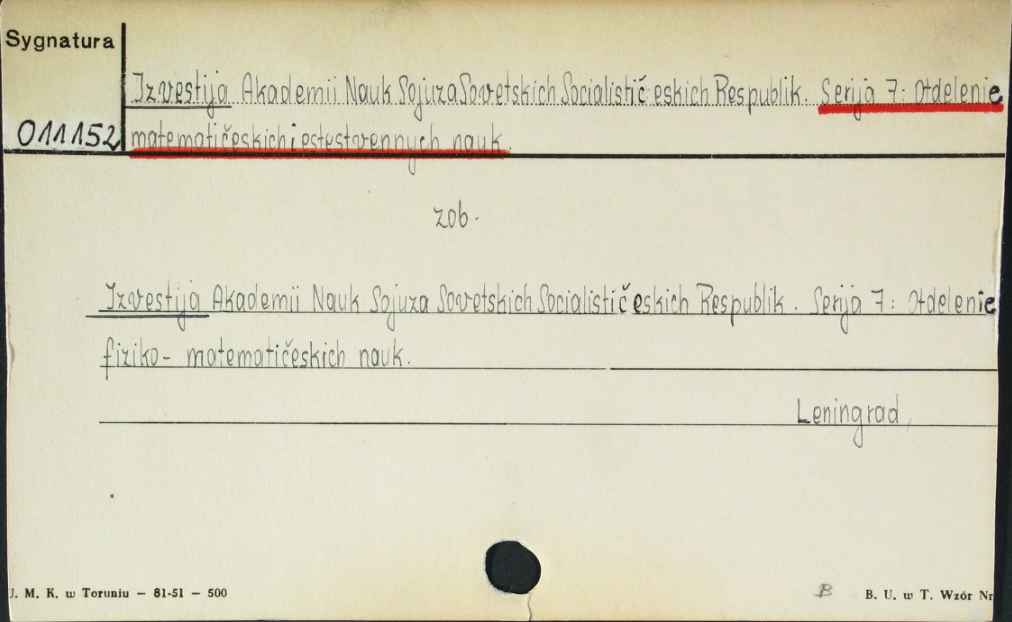 Sygnatura
Izvestija Akademii Nauk Sojuza Sovetskich Socialističeskich Respublik. Serija 7: Otdelenie
011152 matematičeskich i estestvennych nauk.
zob.
Izvestija Akademii Nauk Sojuza Sovetskich Socialističeskich Respublik. Serija 7: Otdelenie
fiziko-matematičeskich nauk.
Leningrad,
J. M. K. w Toruniu — 81-51 — 500 B B. U. w T. Wzór Nr